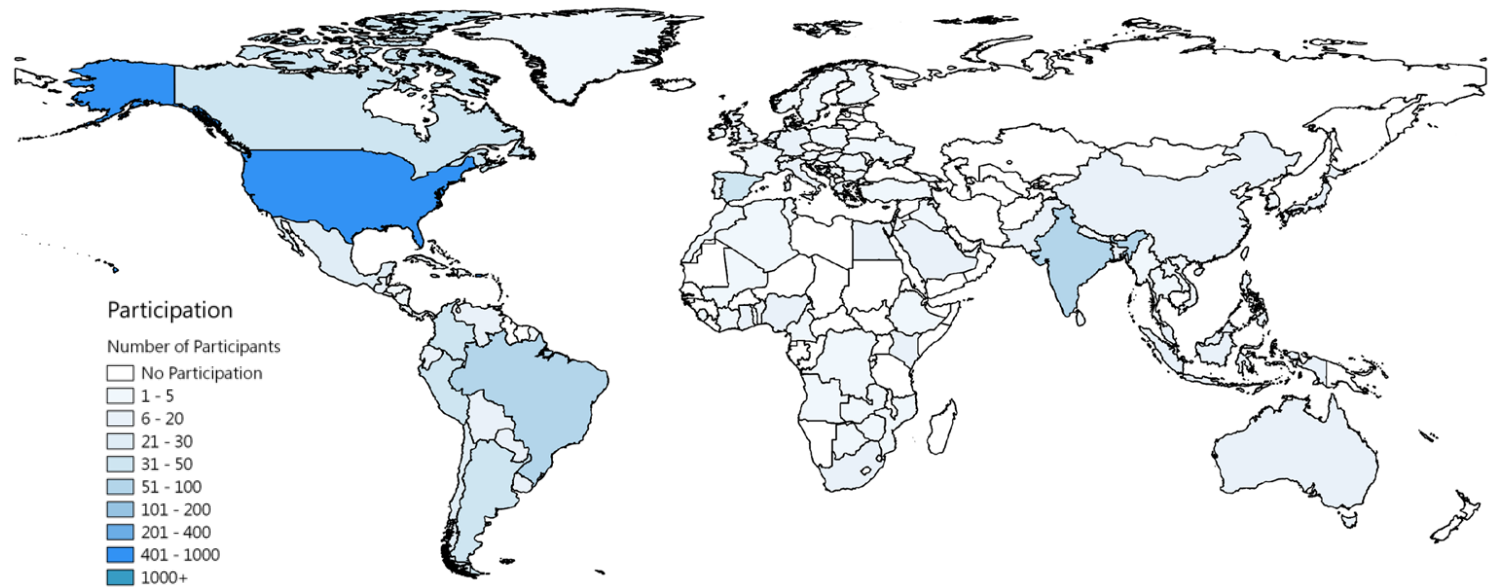 Participation
Number of Participants
No Participation
1 - 5
6 - 20
21 - 30
31 - 50
51 - 100
101 - 200
201 - 400
401 - 1000
1000+